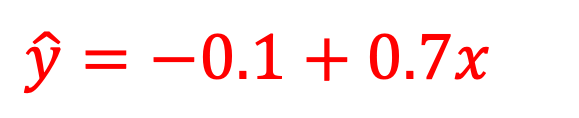 ŷ = −0.1 + 0.7x